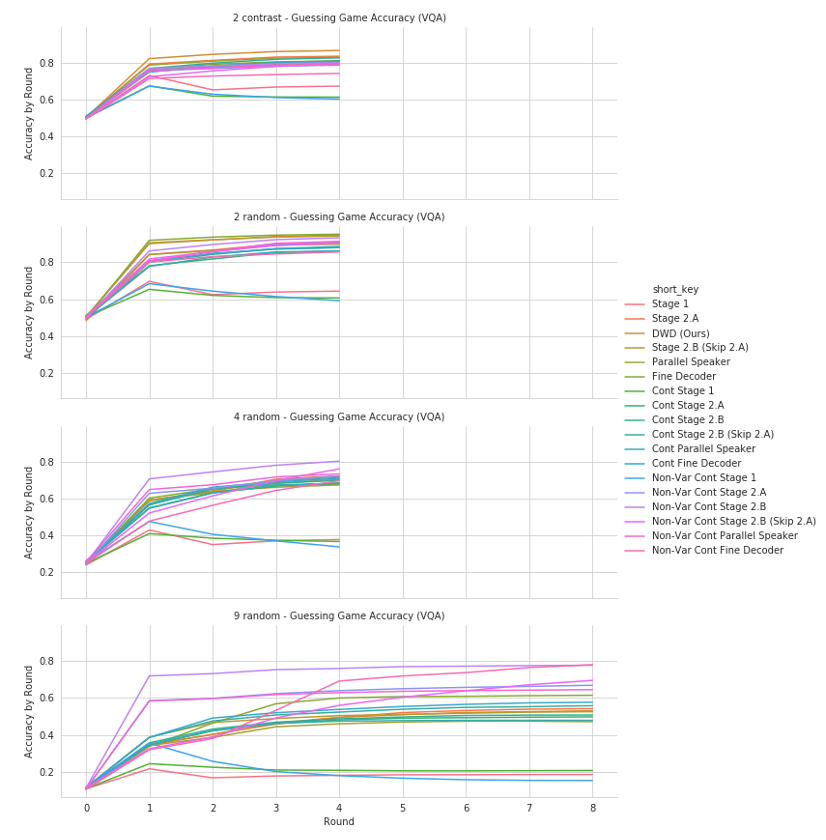 2 contrast - Guessing Game Accuracy (VQA)
0.8
0.6
0.4
0.2
Accuracy by Round
2 random - Guessing Game Accuracy (VQA)
0.8
0.6
0.4
0.2
Accuracy by Round
4 random - Guessing Game Accuracy (VQA)
0.8
0.6
0.4
0.2
Accuracy by Round
9 random - Guessing Game Accuracy (VQA)
0.8
0.6
0.4
0.2
Accuracy by Round
0 1 2 3 4 5 6 7 8
Round
short_key
Stage 1
Stage 2.A
DWD (Ours)
Stage 2.B (Skip 2.A)
Parallel Speaker
Fine Decoder
Cont Stage 1
Cont Stage 2.A
Cont Stage 2.B
Cont Stage 2.B (Skip 2.A)
Cont Parallel Speaker
Cont Fine Decoder
Non-Var Cont Stage 1
Non-Var Cont Stage 2.A
Non-Var Cont Stage 2.B
Non-Var Cont Stage 2.B (Skip 2.A)
Non-Var Cont Parallel Speaker
Non-Var Cont Fine Decoder